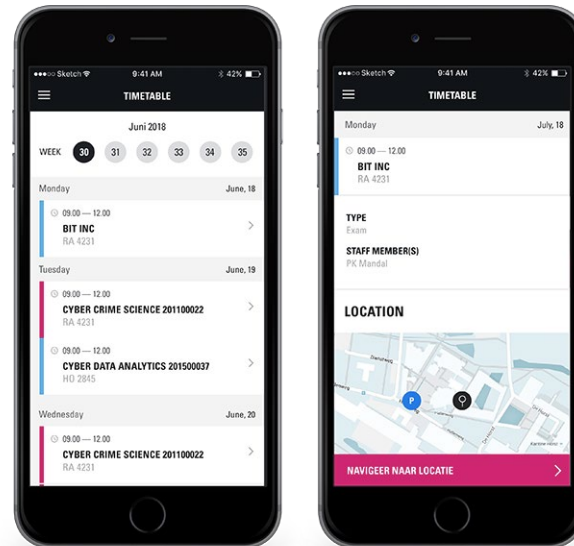 Sketch 9:41 AM 42%
TIMETABLE
Juni 2018
WEEK 30 31 32 33 34 35
Monday June, 18
09.00 — 12.00
BIT INC
RA 4231
Tuesday June, 19
09.00 — 12.00
CYBER CRIME SCIENCE 201100022
RA 4231
09.00 — 12.00
CYBER DATA ANALYTICS 201500037
HO 2845
Wednesday June, 20
09.00 — 12.00
CYBER CRIME SCIENCE 201100022
RA 4231
Sketch 9:41 AM 42%
TIMETABLE
Monday July, 18
09.00 — 12.00
BIT INC
RA 4231
TYPE
Exam
STAFF MEMBER(S)
PK Mandal
LOCATION
P
De Horst
NAVIGEER NAAR LOCATIE